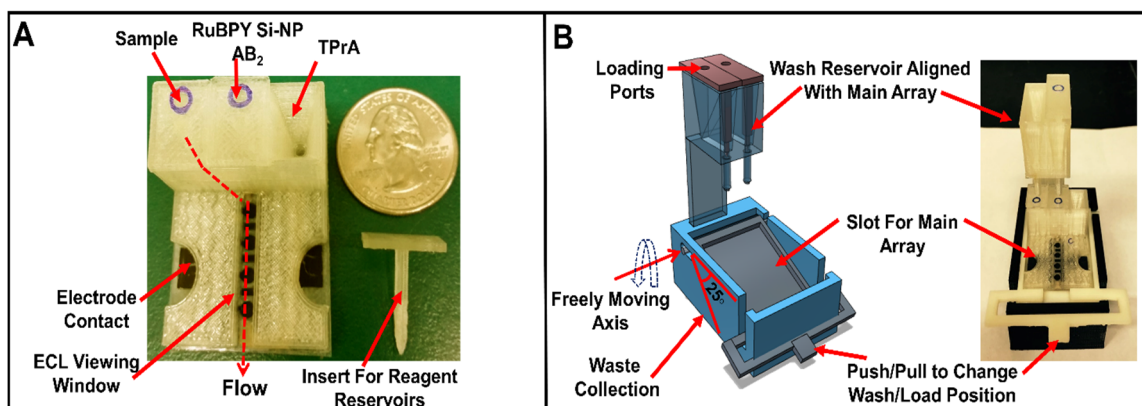 A
Sample
RuBPY Si-NP
AB2
TPrA
Electrode
Contact
ECL Viewing
Window
Flow
Insert For Reagent
Reservoirs
B
Loading
Ports
Wash Reservoir Aligned
With Main Array
Slot For Main
Array
25°
Freely Moving
Axis
Waste
Collection
Push/Pull to Change
Wash/Load Position